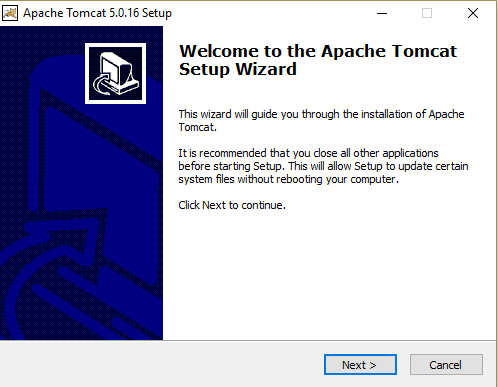 Apache Tomcat 5.0.16 Setup
Welcome to the Apache Tomcat
Setup Wizard
This wizard will guide you through the installation of Apache
Tomcat.
It is recommended that you close all other applications
before starting Setup. This will allow Setup to update certain
system files without rebooting your computer.
Click Next to continue.
Next >
Cancel